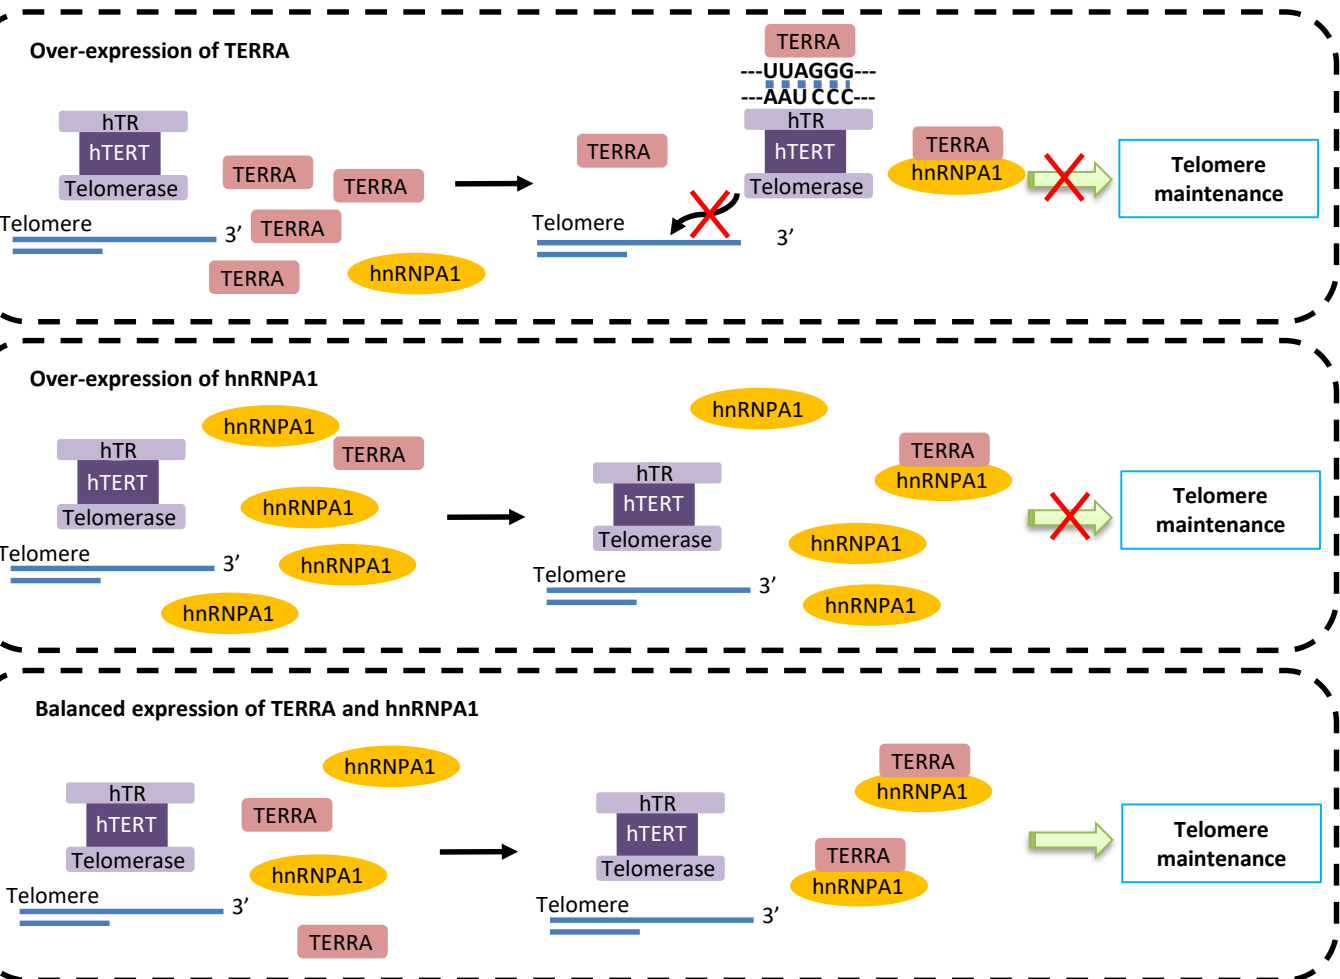 Over-expression of TERRA
hTR
hTERT
Telomerase
Telomere
3’
TERRA
TERRA
TERRA
TERRA
hnRNPA1
TERRA
TERRA
---UUAGGG---
---AAUCCC---
hTR
hTERT
Telomerase
Telomere
3’
TERRA
hnRNPA1
Telomere
maintenance
Over-expression of hnRNPA1
hTR
hTERT
Telomerase
Telomere
3’
hnRNPA1
TERRA
hnRNPA1
hnRNPA1
hnRNPA1
hnRNPA1
hTR
hTERT
Telomerase
Telomere
3’
TERRA
hnRNPA1
hnRNPA1
hnRNPA1
Telomere
maintenance
Balanced expression of TERRA and hnRNPA1
hTR
hTERT
Telomerase
Telomere
3’
hnRNPA1
TERRA
hnRNPA1
TERRA
hTR
hTERT
Telomerase
Telomere
3’
TERRA
hnRNPA1
TERRA
hnRNPA1
Telomere
maintenance